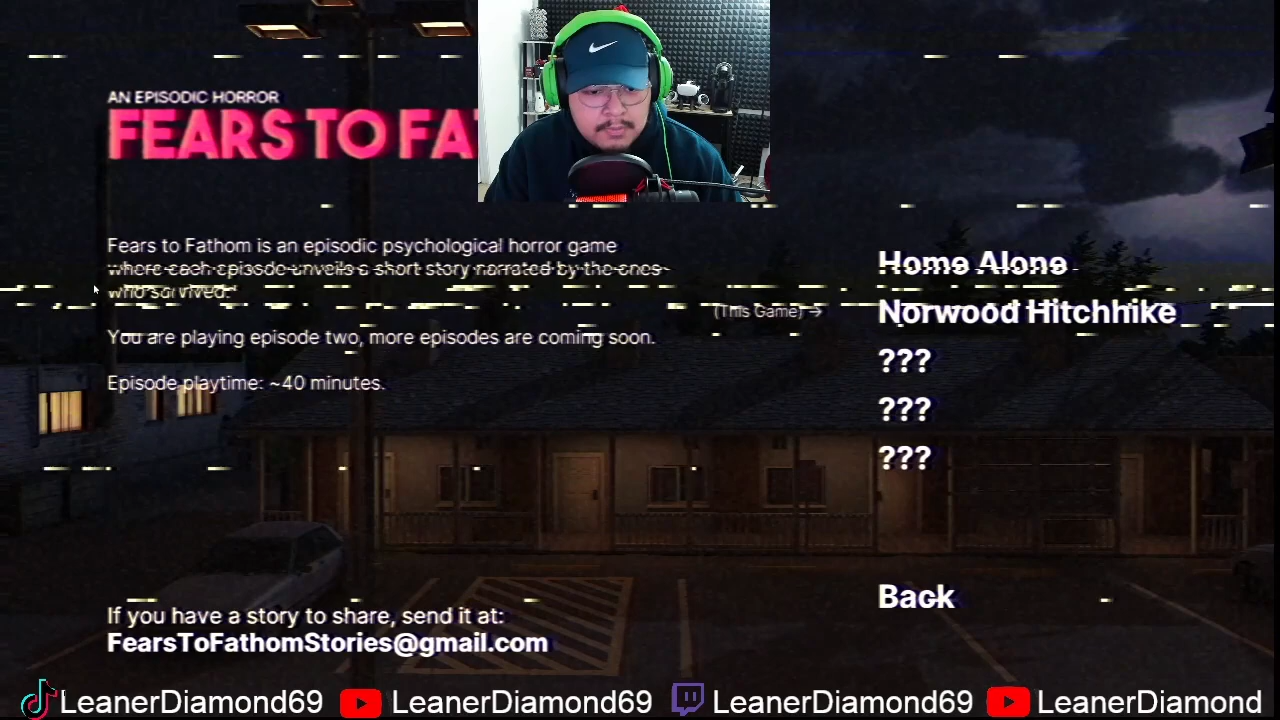 AN EPISODIC HORROR
FEARS TO FA
Fears to Fathom is an episodic psychological horror game
where each episode unveils a short story narrated by the ones
who survived.
You are playing episode two, more episodes are coming soon.
Episode playtime: ~40 minutes.
Home Alone
(This Game) → Norwood Hitchhike
???
???
???
Back
If you have a story to share, send it at:
FearsToFathomStories@gmail.com
LeanerDiamond69 LeanerDiamond69 LeanerDiamond69 LeanerDiamond